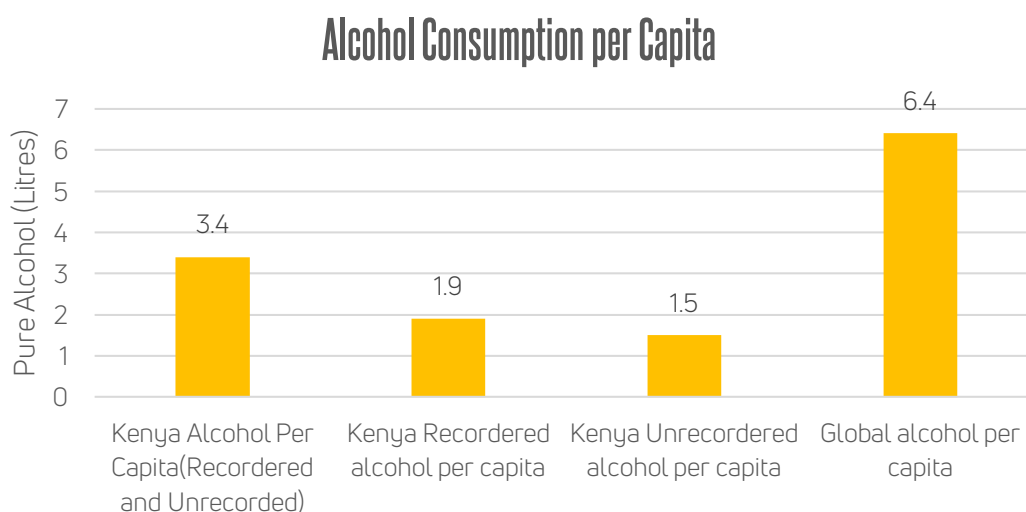 Alcohol Consumption per Capita
Pure Alcohol (Litres)
7
6
5
4
3
2
1
0
3.4
1.9
1.5
6.4
Kenya Alcohol Per
Capita(Recordered
and Unrecorded)
Kenya Recordered
alcohol per capita
Kenya Unrecordered
alcohol per capita
Global alcohol per
capita